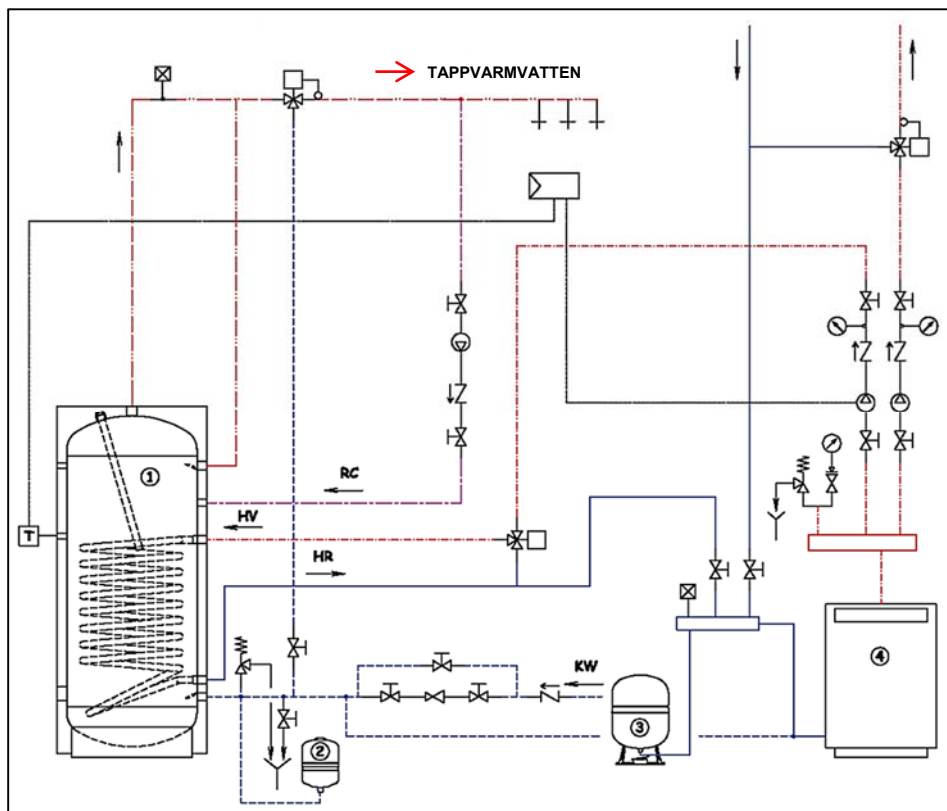 TAPPVARMVATTEN
①
RC
HV
T
HR
④
KW
③
②